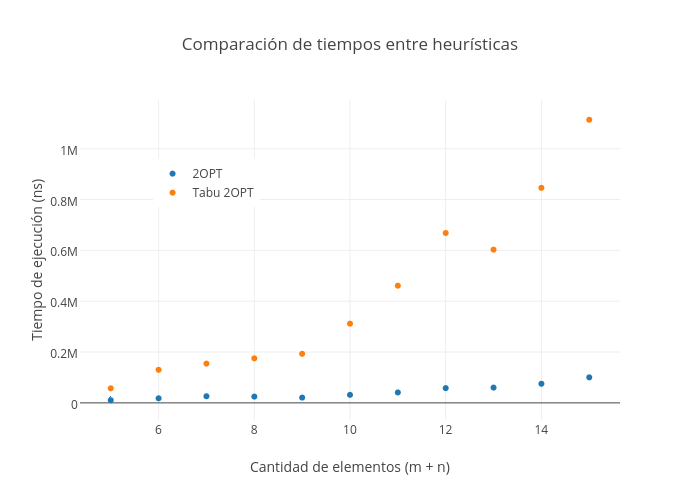 Comparación de tiempos entre heurísticas
Tiempo de ejecución (ns)
1M
0.8M
0.6M
0.4M
0.2M
0
2OPT
Tabu 2OPT
6 8 10 12 14
Cantidad de elementos (m + n)